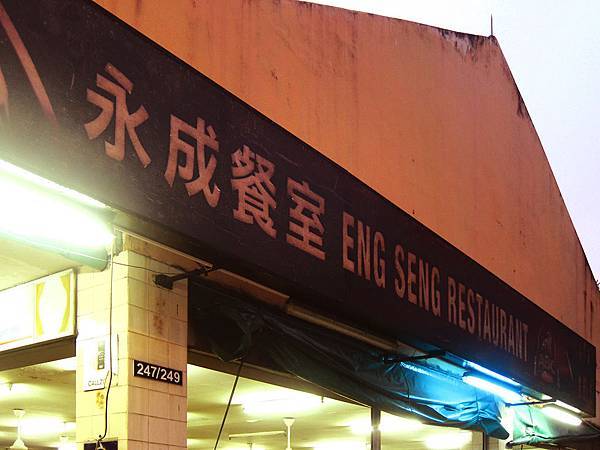 永成餐室 ENG SENG RESTAURANT
247/249